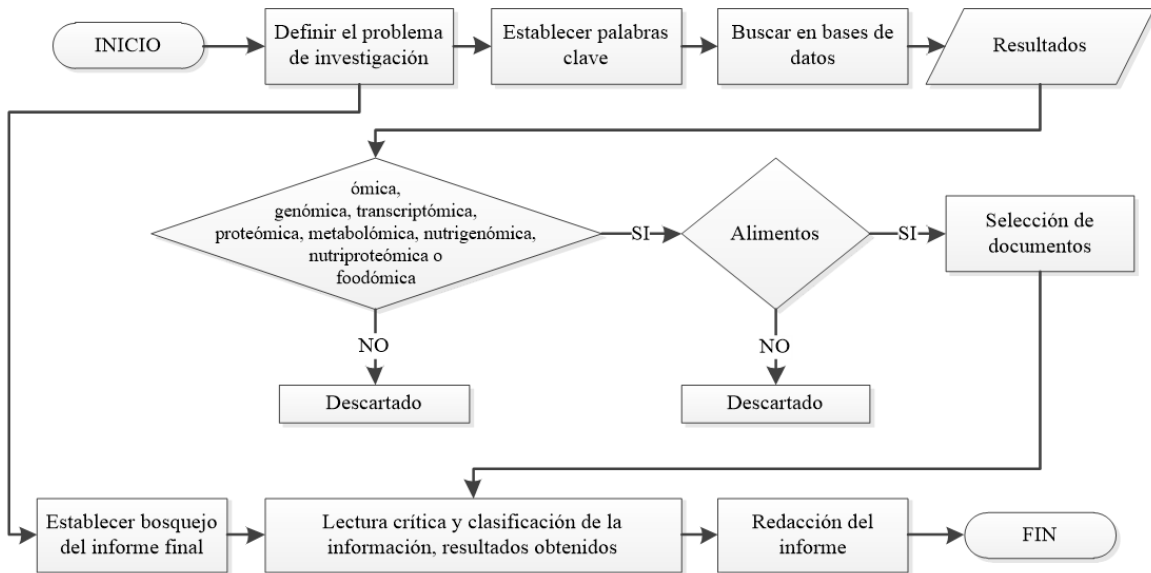 INICIO
Definir el problema
de investigación
Establecer palabras
clave
Buscar en bases de
datos
Resultados
ómica,
genómica, transcriptómica,
proteómica, metabolómica, nutrigenómica,
nutriproteómica o
foodómica
SI
Alimentos
SI
Selección de
documentos
NO
Descartado
NO
Descartado
Establecer bosquejo
del informe final
Lectura crítica y clasificación de la
información, resultados obtenidos
Redacción del
informe
FIN